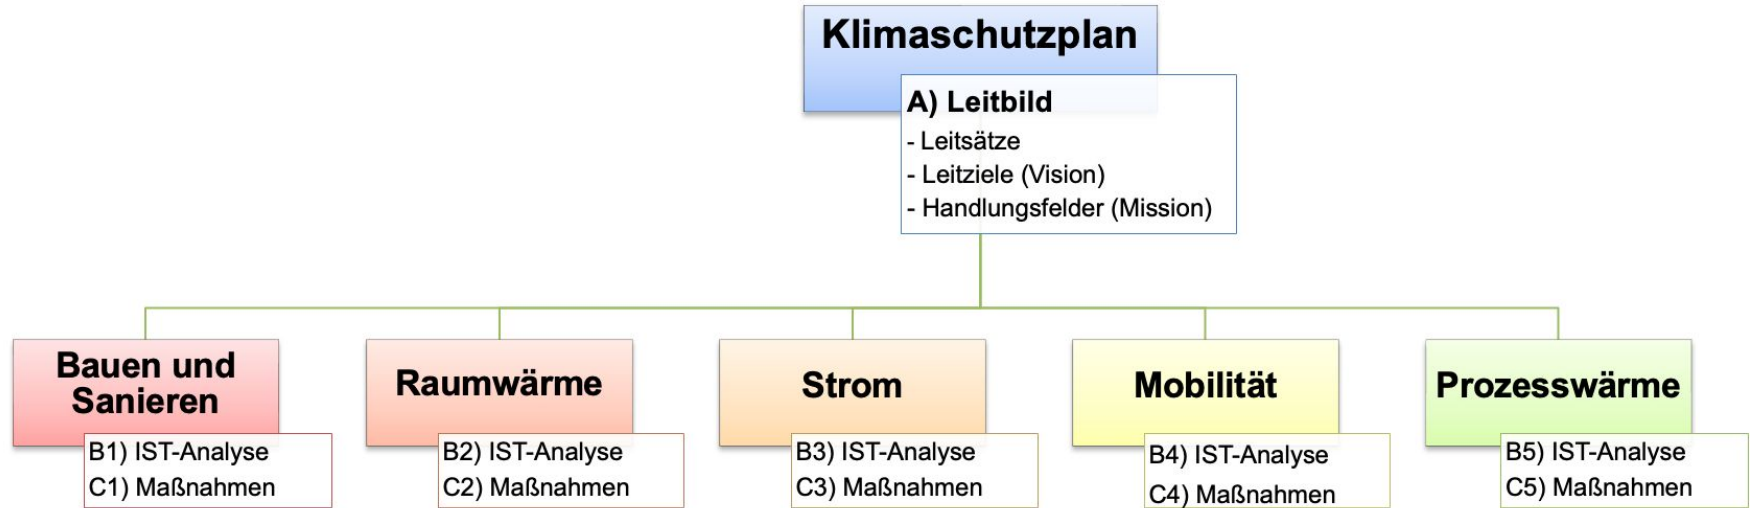 Klimaschutzplan
A) Leitbild
- Leitsätze
- Leitziele (Vision)
- Handlungsfelder (Mission)
Bauen und
Sanieren
B1) IST-Analyse
C1) Maßnahmen
Raumwärme
B2) IST-Analyse
C2) Maßnahmen
Strom
B3) IST-Analyse
C3) Maßnahmen
Mobilität
B4) IST-Analyse
C4) Maßnahmen
Prozesswärme
B5) IST-Analyse
C5) Maßnahmen